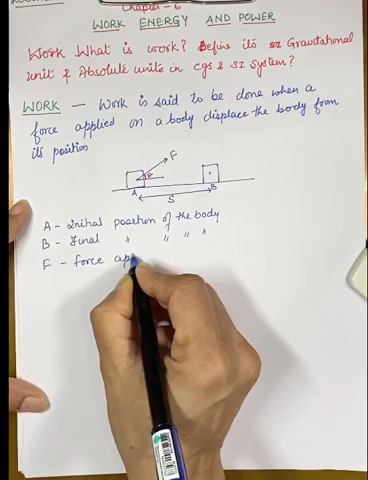 Chapter - 6
WORK ENERGY AND POWER
Work What is work? Define its SI Gravitational
unit & Absolute units in cgs & SI System?
WORK — Work is said to be done when a
force applied on a body displace the body from
its position
F
A B
S
A - Initial position of the body
B - Final " " " "
F - force app